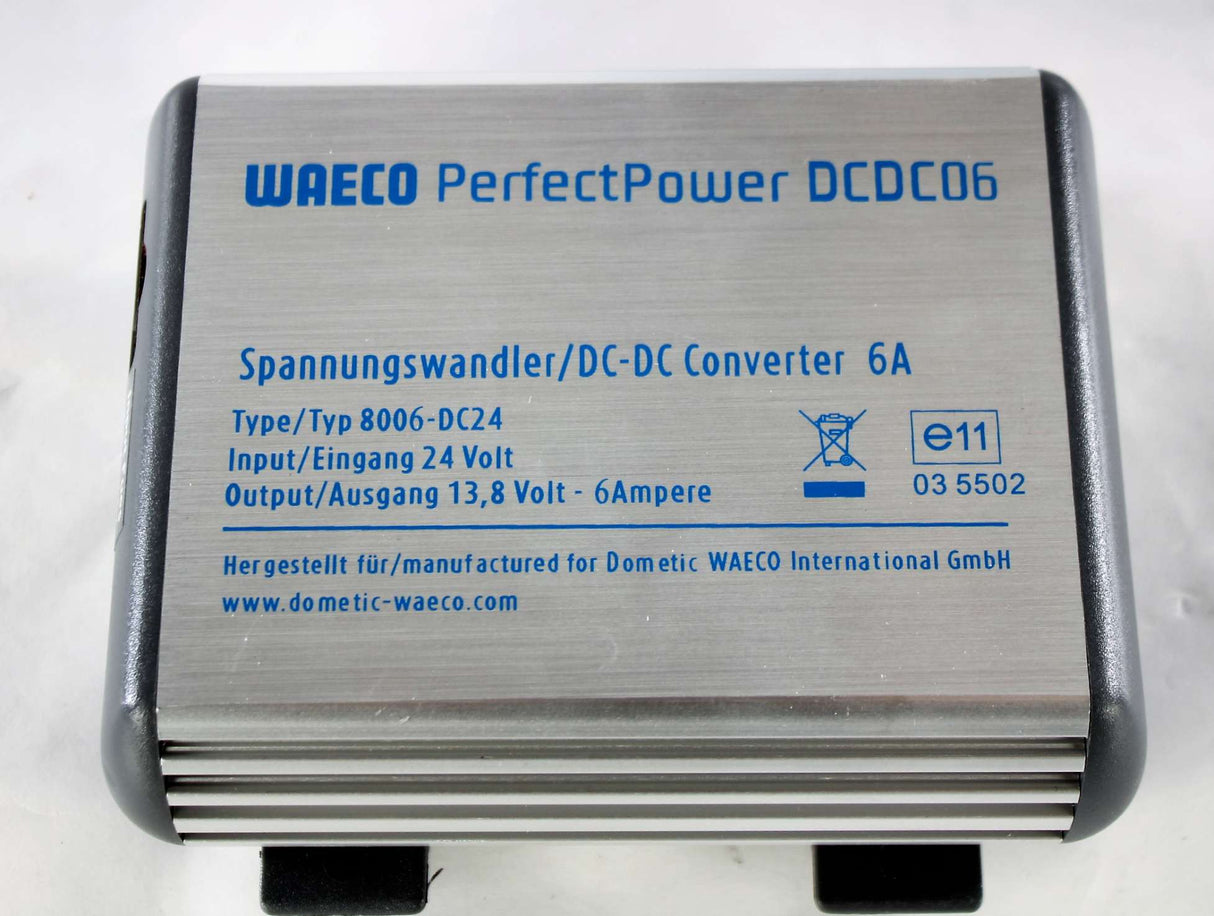 WAECO PerfectPower DCDC06
Spannungswandler/DC-DC Converter 6A
Type/Typ 8006-DC24
Input/Eingang 24 Volt
Output/Ausgang 13,8 Volt - 6Ampere
e11
03 5502
Hergestellt für/manufactured for Dometic WAECO International GmbH
www.dometic-waeco.com